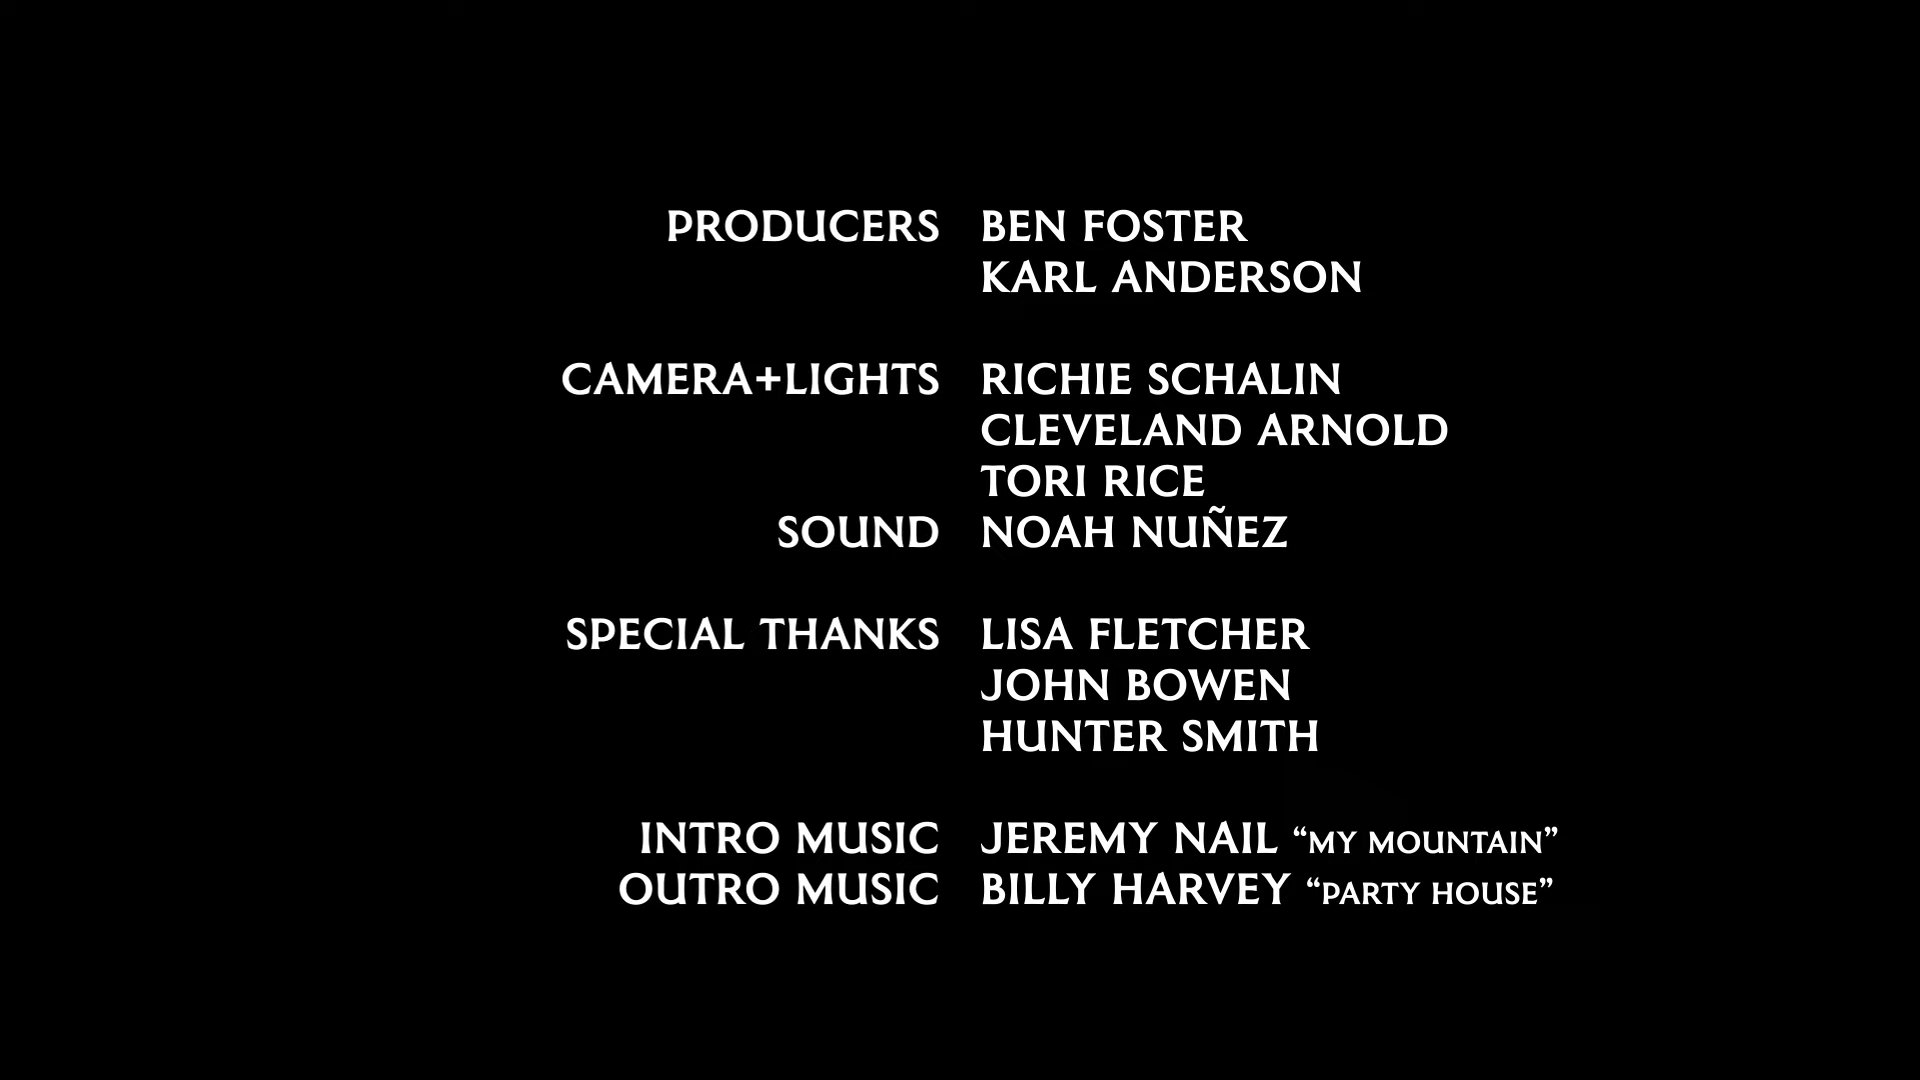 PRODUCERS BEN FOSTER
KARL ANDERSON
CAMERA+LIGHTS RICHIE SCHALIN
CLEVELAND ARNOLD
TORI RICE
SOUND NOAH NUÑEZ
SPECIAL THANKS LISA FLETCHER
JOHN BOWEN
HUNTER SMITH
INTRO MUSIC JEREMY NAIL “MY MOUNTAIN”
OUTRO MUSIC BILLY HARVEY “PARTY HOUSE”